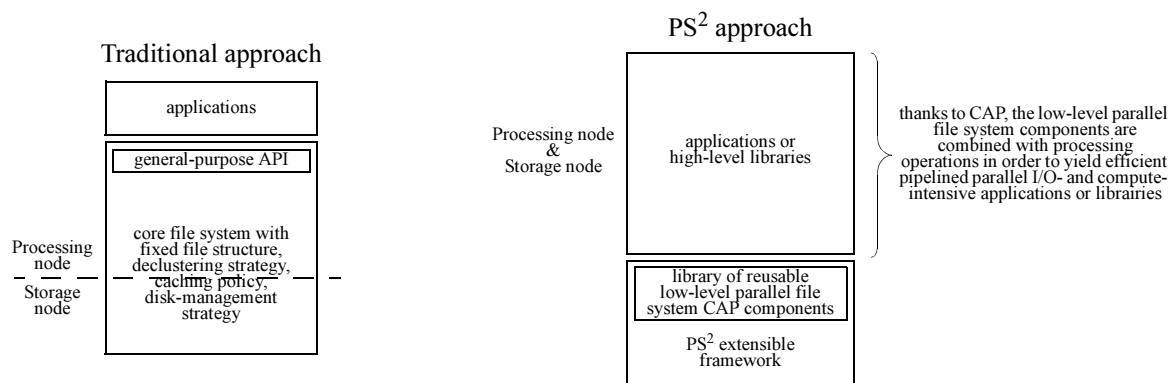 Traditional approach
applications
general-purpose API
core file system with
fixed file structure,
declustering strategy,
caching policy,
disk-management
strategy
Processing
node
Storage
node
PS² approach
Processing node
&
Storage node
applications or
high-level libraries
thanks to CAP, the low-level parallel
file system components are
combined with processing
operations in order to yield efficient
pipelined parallel I/O- and compute-
intensive applications or librairies
library of reusable
low-level parallel file
system CAP components
PS² extensible
framework